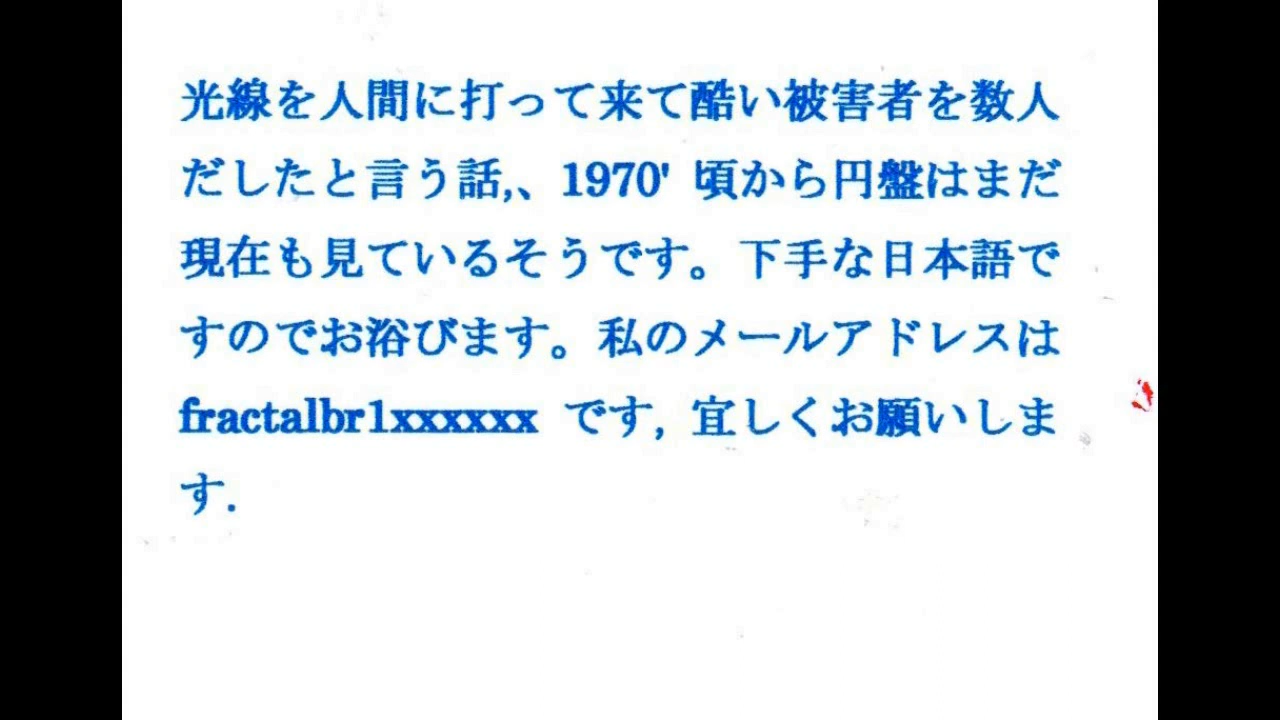 光線を人間に打って来て酷い被害者を数人
だしたと言う話,、1970' 頃から円盤はまだ
現在も見ているそうです。下手な日本語で
すのでお浴びます。私のメールアドレスは
fractalbr1xxxxxx です, 宜しくお願いしま
す.